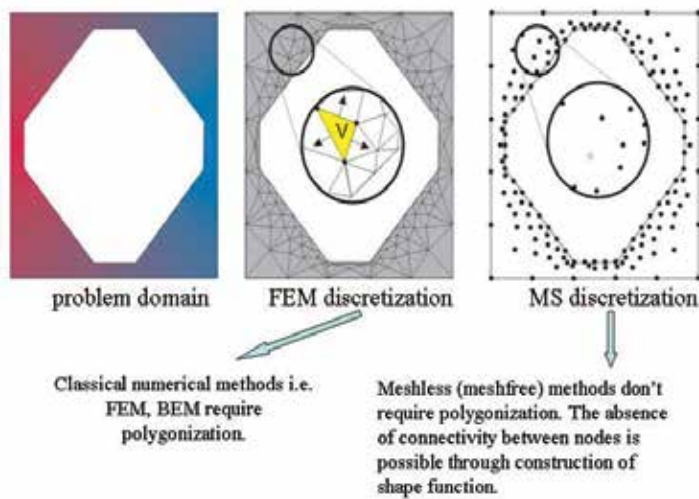 V
problem domain
FEM discretization
MS discretization
Classical numerical methods i.e.
FEM, BEM require
polygonization.
Meshless (meshfree) methods don't
require polygonization. The absence
of connectivity between nodes is
possible through construction of
shape function.